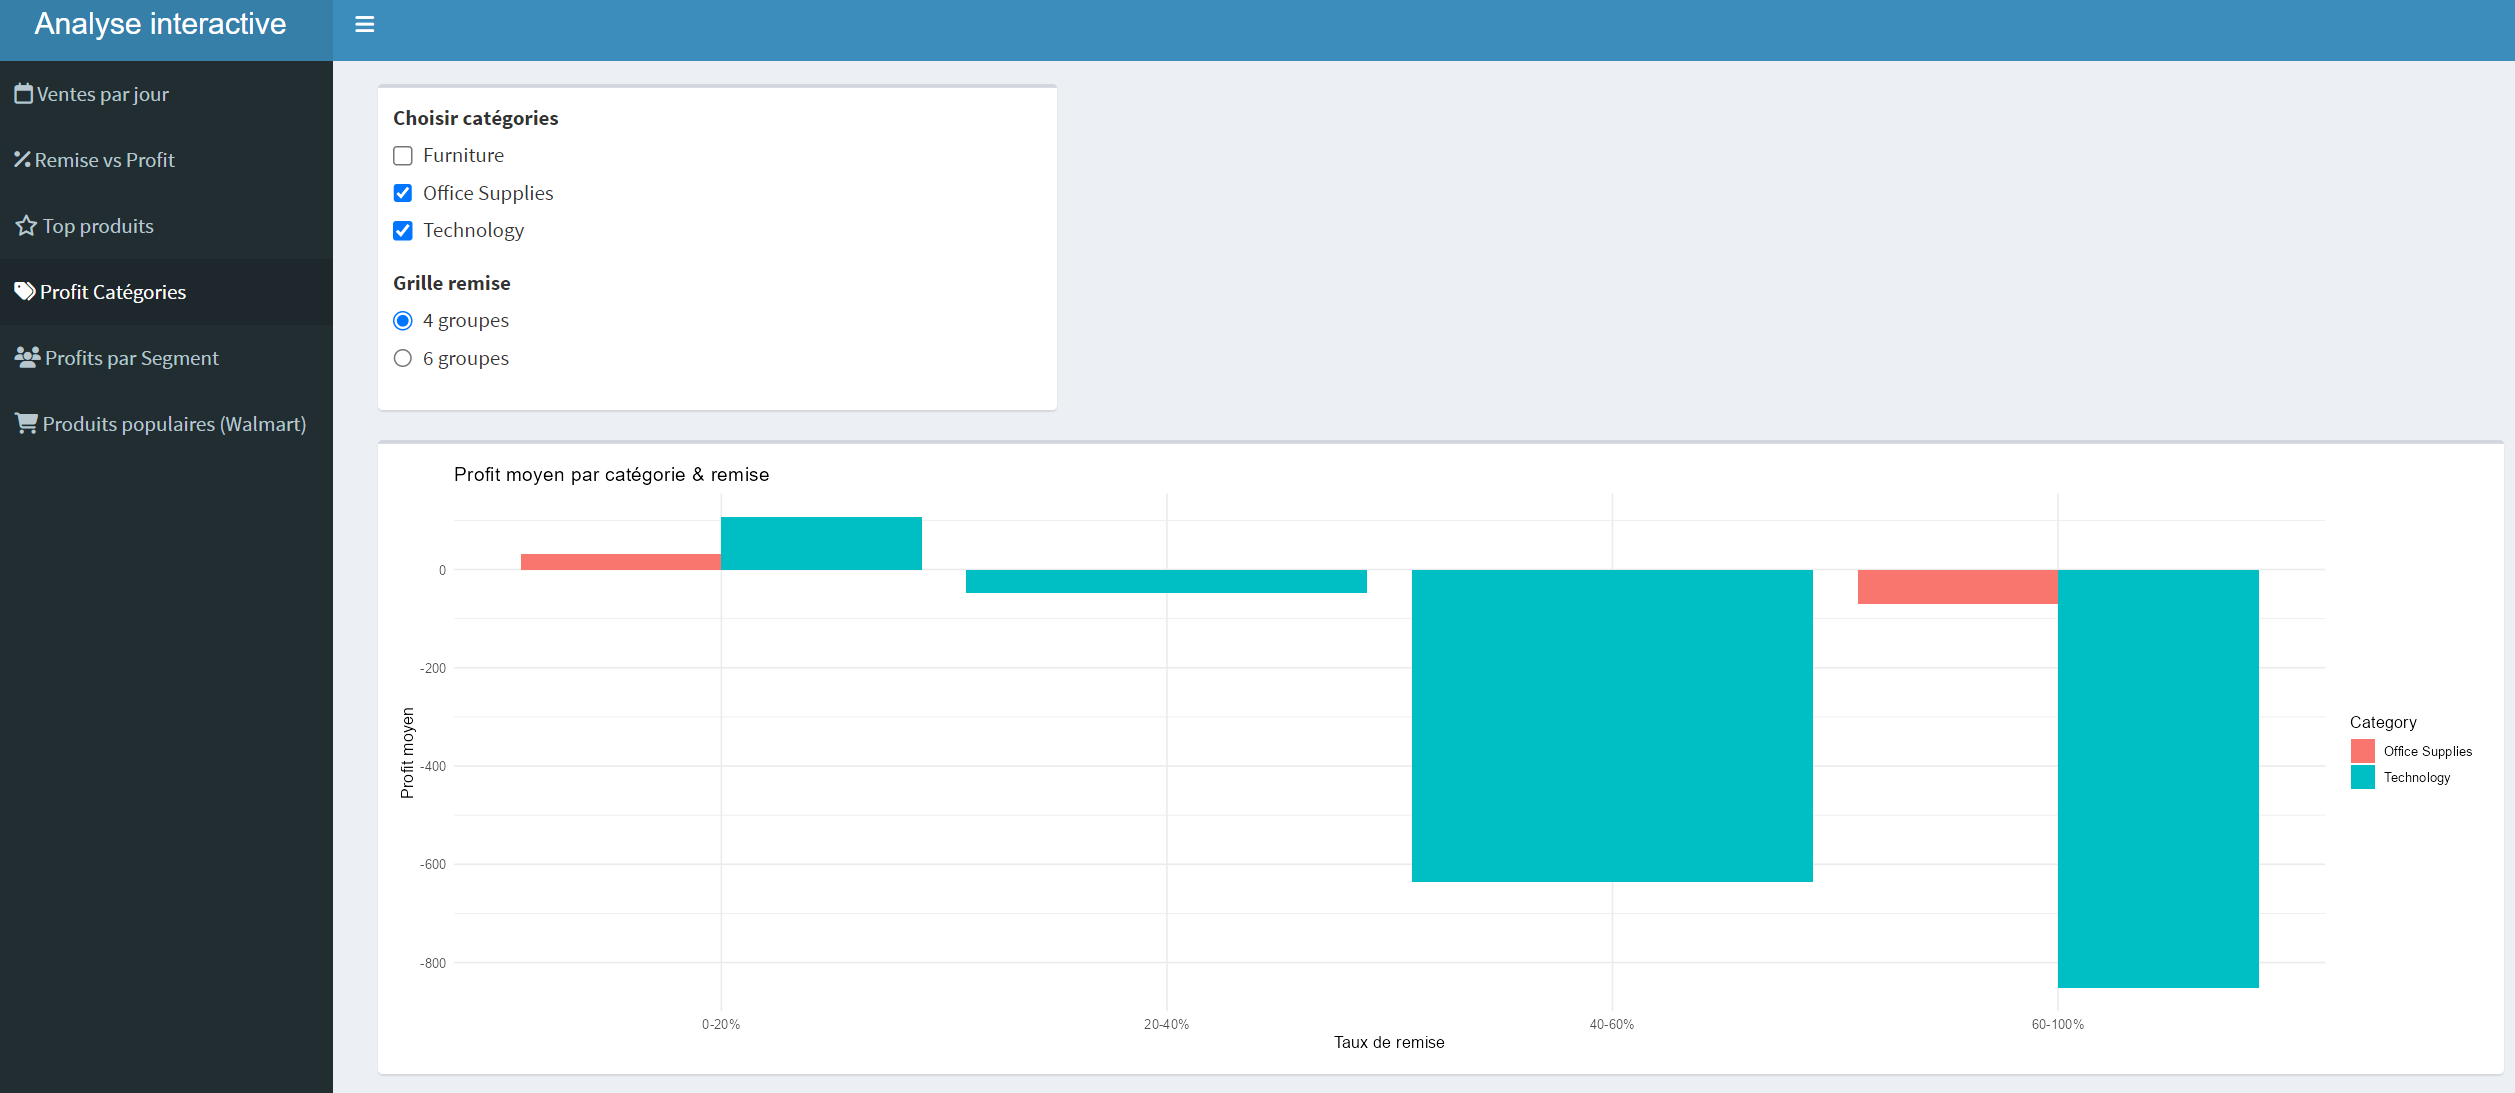 Analyse interactive
Ventes par jour
Remise vs Profit
Top produits
Profit Catégories
Profits par Segment
Produits populaires (Walmart)
Choisir catégories
Furniture
Office Supplies
Technology
Grille remise
4 groupes
6 groupes
Profit moyen par catégorie & remise
Profit moyen
0
-200
-400
-600
-800
0-20%
20-40%
40-60%
60-100%
Taux de remise
Category
Office Supplies
Technology